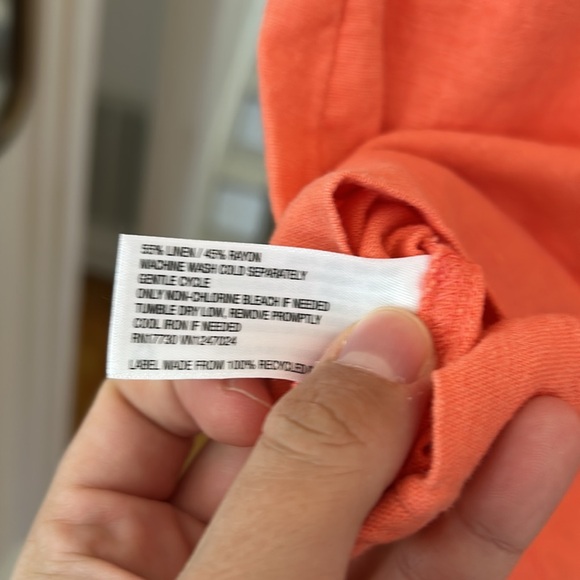 55% LINEN / 45% RAYON
MACHINE WASH COLD SEPARATELY
GENTLE CYCLE
ONLY NON-CHLORINE BLEACH IF NEEDED
TUMBLE DRY LOW, REMOVE PROMPTLY
COOL IRON IF NEEDED
RN17730 VN1247024
LABEL MADE FROM 100% RECYCLED